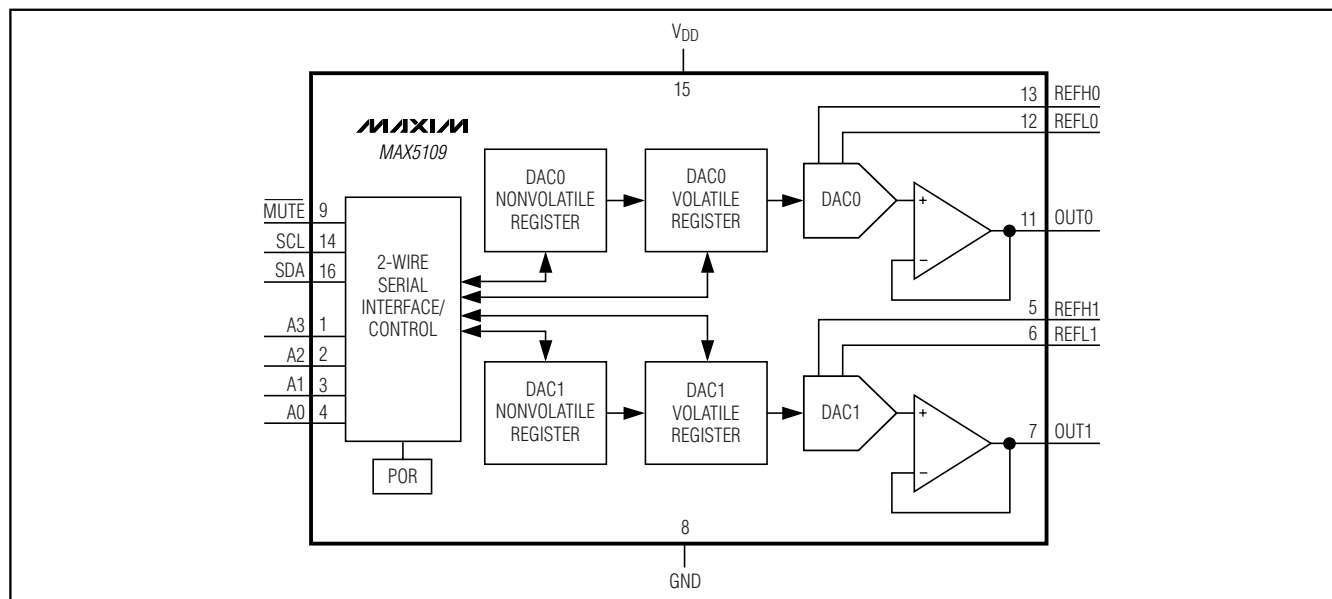 VDD
15
MAXIM
MAX5109
13 REFH0
12 REFL0
DAC0
NONVOLATILE
REGISTER
DAC0
VOLATILE
REGISTER
DAC0
+
−
11 OUT0
MUTE 9
SCL 14
SDA 16
A3 1
A2 2
A1 3
A0 4
2-WIRE
SERIAL
INTERFACE/
CONTROL
POR
5 REFH1
6 REFL1
DAC1
NONVOLATILE
REGISTER
DAC1
VOLATILE
REGISTER
DAC1
+
−
7 OUT1
8
GND